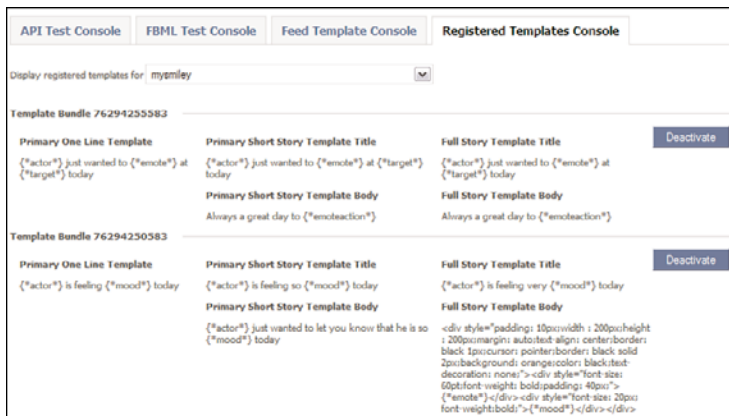 API Test Console FBML Test Console Feed Template Console Registered Templates Console
Display registered templates for mysmiley
Template Bundle 76294255583
Primary One Line Template
{*actor*} just wanted to {*emote*} at
{*target*} today
Primary Short Story Template Title
{*actor*} just wanted to {*emote*} at {*target*}
today
Primary Short Story Template Body
Always a great day to {*emoteaction*}
Full Story Template Title
{*actor*} just wanted to {*emote*} at
{*target*} today
Full Story Template Body
Always a great day to {*emoteaction*}
Deactivate
Template Bundle 76294250583
Primary One Line Template
{*actor*} is feeling {*mood*} today
Primary Short Story Template Title
{*actor*} is feeling so {*mood*} today
Primary Short Story Template Body
{*actor*} just wanted to let you know that he is so
{*mood*} today
Full Story Template Title
{*actor*} is feeling very {*mood*} today
Full Story Template Body
<div style="padding: 10px;width : 200px;height
: 200px;margin: auto;text-align: center;border:
black 1px;cursor: pointer;border: black solid
2px;background: orange;color: black;text-
decoration: none;"><div style="font-size:
60pt;font-weight: bold;padding: 40px;">
{*emote*}</div><div style="font-size: 20px;
font-weight:bold;">{*mood*}</div></div>
Deactivate